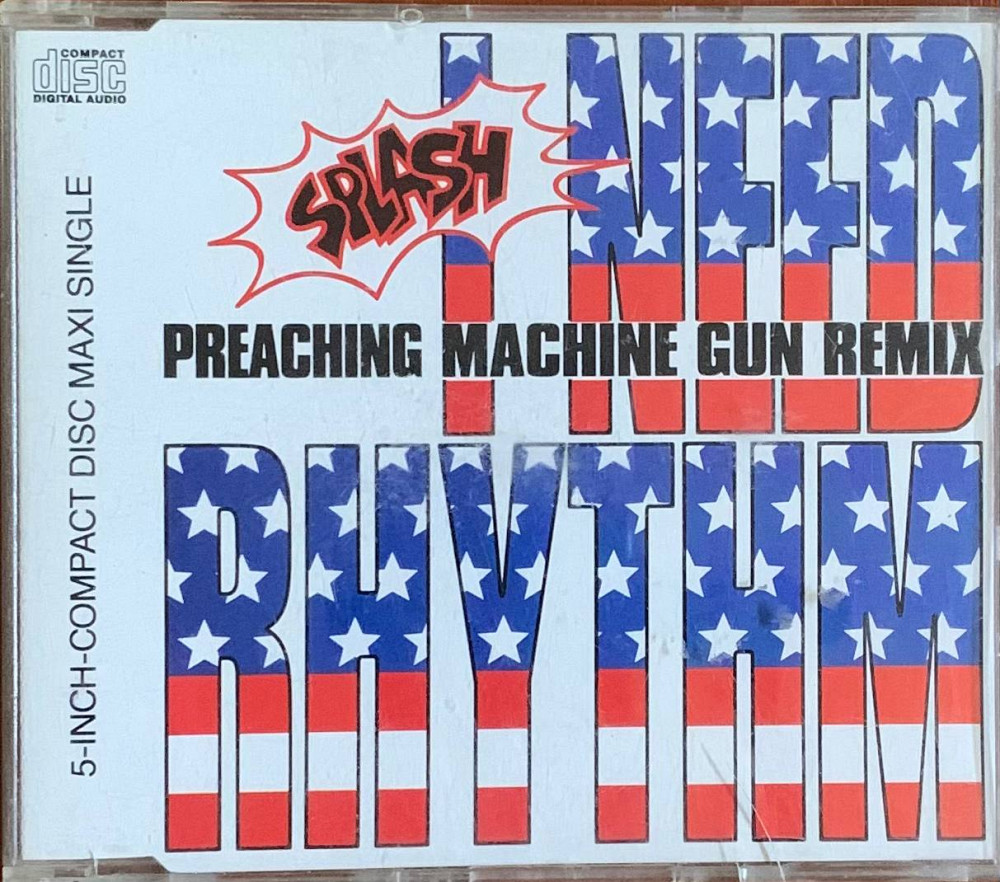 COMPACT
disc
DIGITAL AUDIO
5-INCH-COMPACT DISC MAXI SINGLE
SPLASH
I NEED
PREACHING MACHINE GUN REMIX
RHYTHM